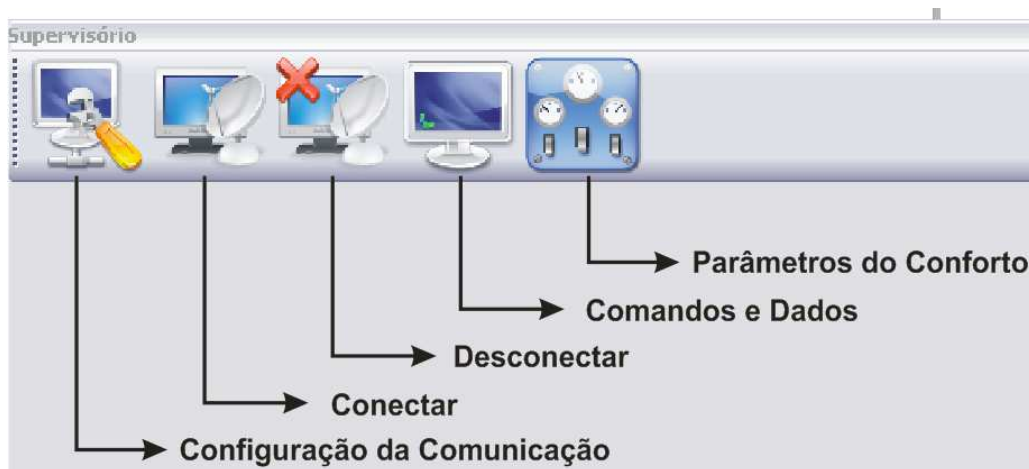 Supervisório
Parâmetros do Conforto
Comandos e Dados
Desconectar
Conectar
Configuração da Comunicação